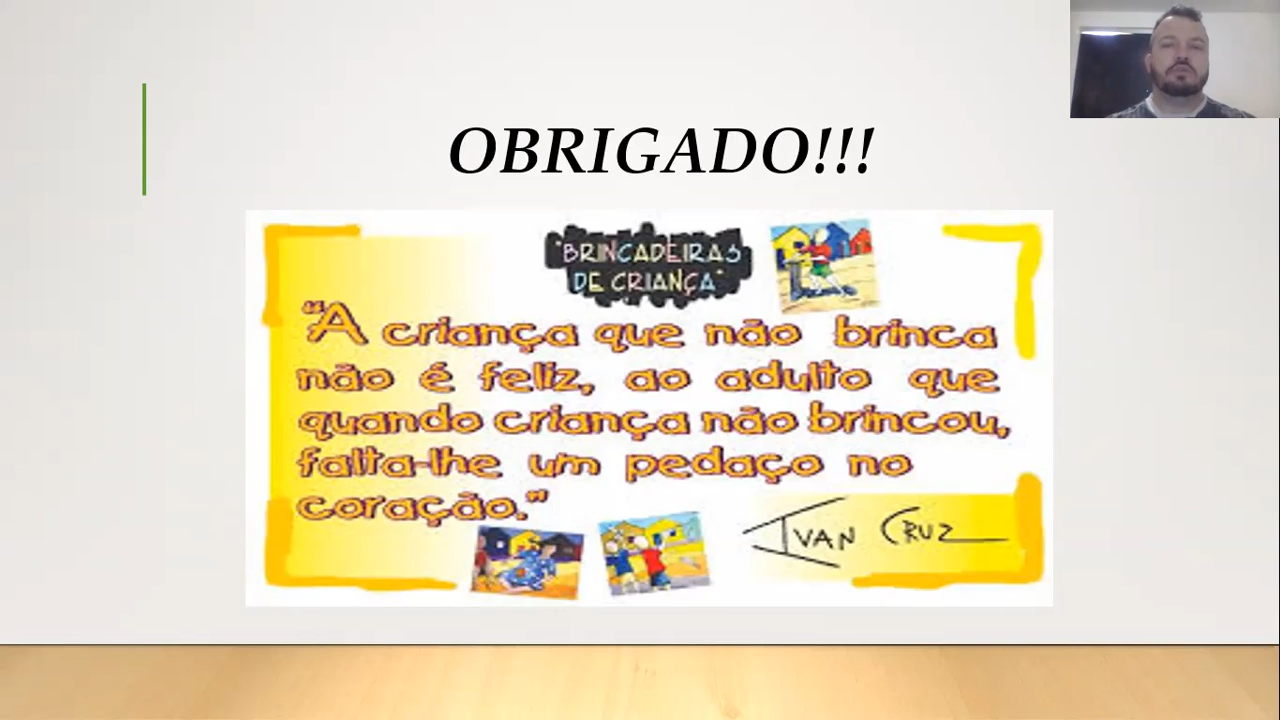 OBRIGADO!!!
"BRINCADEIRAS
DE CRIANÇA"
"A criança que não brinca
não é feliz, ao adulto que
quando criança não brincou,
falta-lhe um pedaço no
coração."
IVAN CRUZ